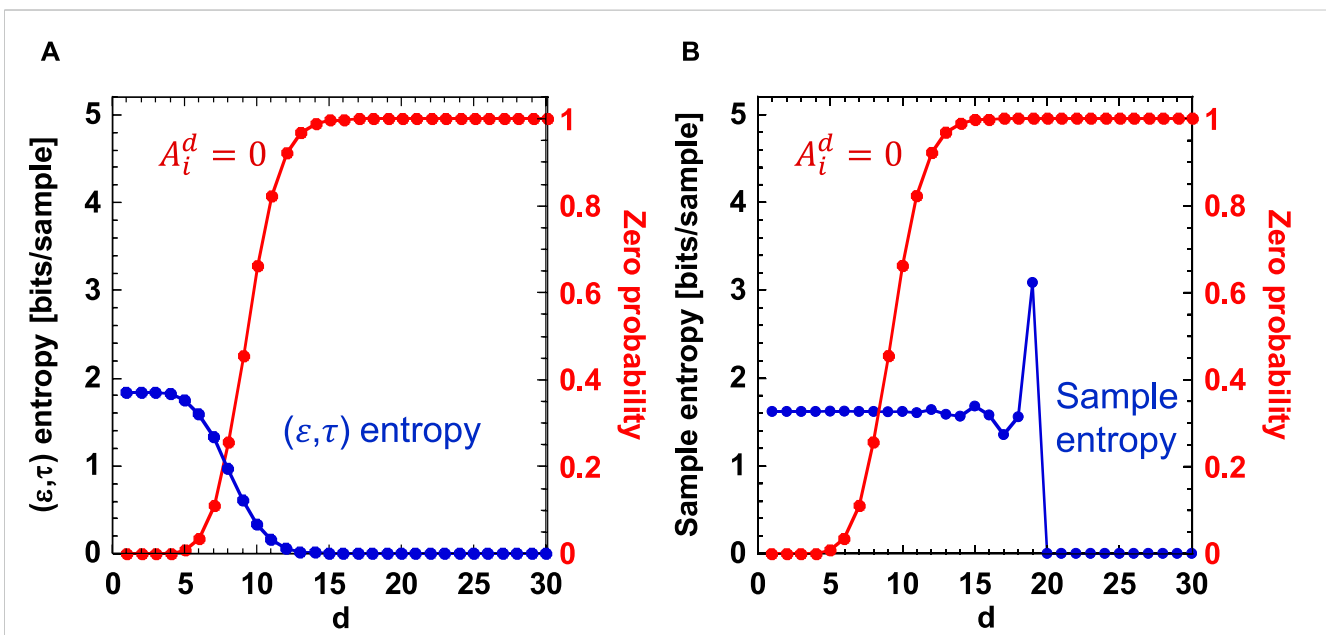 A
B
5
4
3
2
1
0
(ε,τ) entropy [bits/sample]
A_i^d = 0
(ε,τ) entropy
1
0.8
0.6
0.4
0.2
0
Zero probability
0 5 10 15 20 25 30
d
5
4
3
2
1
0
Sample entropy [bits/sample]
A_i^d = 0
Sample
entropy
1
0.8
0.6
0.4
0.2
0
Zero probability
0 5 10 15 20 25 30
d